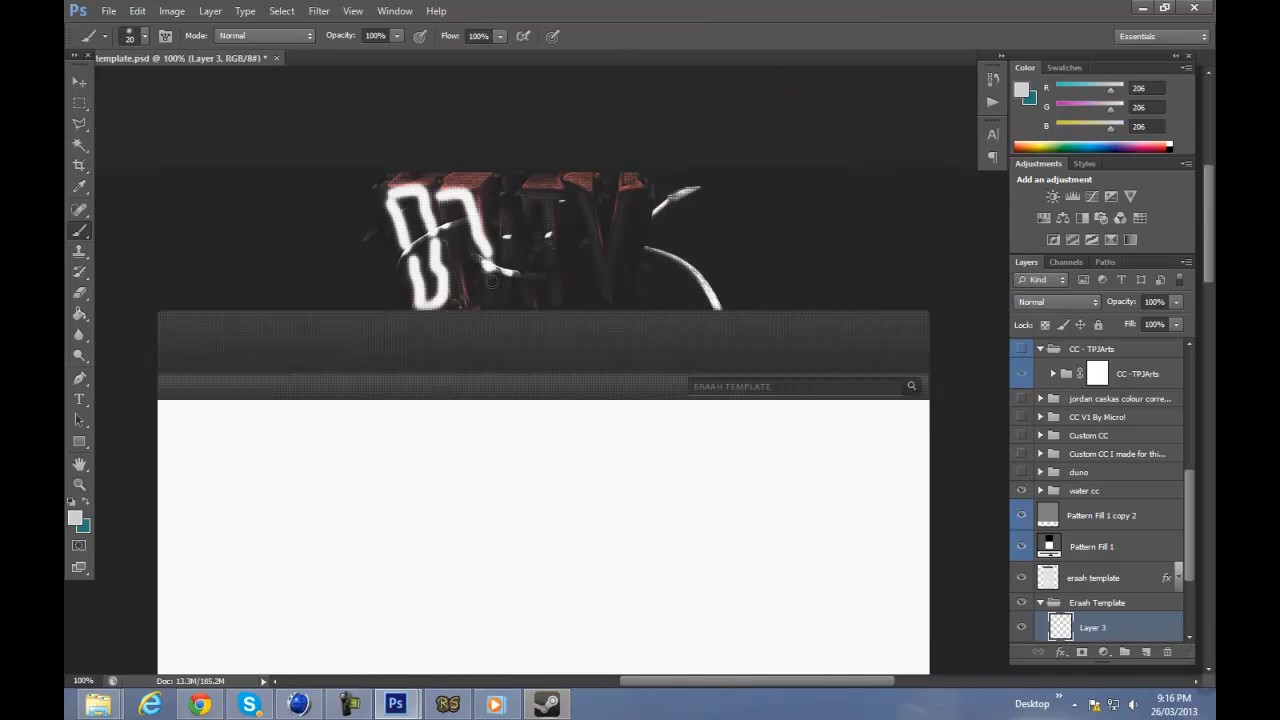 Ps File Edit Image Layer Type Select Filter View Window Help
20 Mode: Normal Opacity: 100% Flow: 100% Essentials
template.psd @ 100% (Layer 3, RGB/8#) * ×
Color Swatches
R 206
G 206
B 206
Adjustments Styles
Add an adjustment
Layers Channels Paths
Kind
Normal Opacity: 100%
Lock: Fill: 100%
CC - TPJArts
CC -TPJArts
jordan caskas colour corre...
CC V1 By Micro!
Custom CC
Custom CC I made for thi...
duno
water cc
Pattern Fill 1 copy 2
Pattern Fill 1
eraah template fx
Eraah Template
Layer 3
ERAAH TEMPLATE
100% Doc: 13.3M/185.2M
Desktop 9:16 PM
26/03/2013